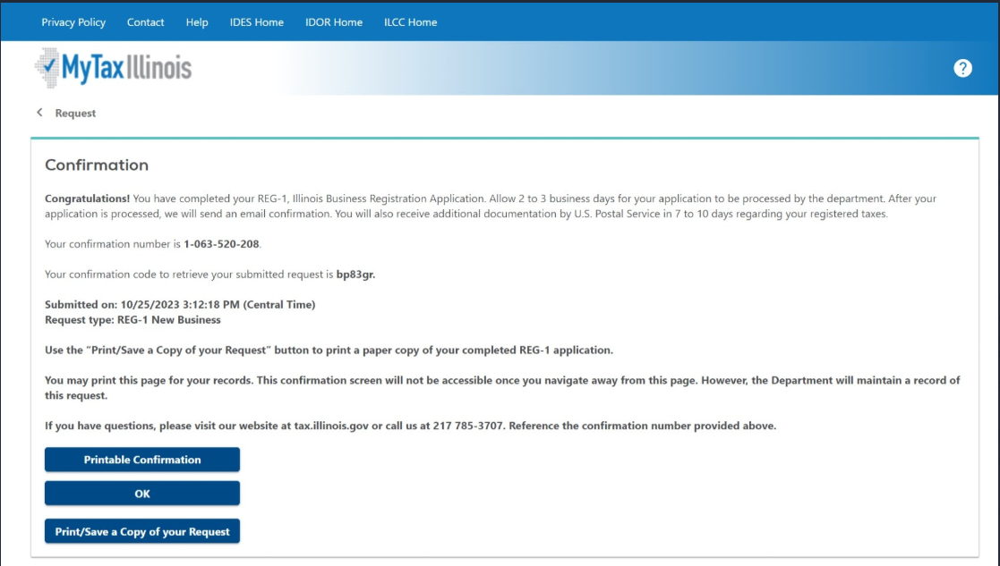 Privacy Policy Contact Help IDES Home IDOR Home ILCC Home
MyTax Illinois
?
< Request
Confirmation
Congratulations! You have completed your REG-1, Illinois Business Registration Application. Allow 2 to 3 business days for your application to be processed by the department. After your
application is processed, we will send an email confirmation. You will also receive additional documentation by U.S. Postal Service in 7 to 10 days regarding your registered taxes.
Your confirmation number is 1-063-520-208.
Your confirmation code to retrieve your submitted request is bp83gr.
Submitted on: 10/25/2023 3:12:18 PM (Central Time)
Request type: REG-1 New Business
Use the "Print/Save a Copy of your Request" button to print a paper copy of your completed REG-1 application.
You may print this page for your records. This confirmation screen will not be accessible once you navigate away from this page. However, the Department will maintain a record of
this request.
If you have questions, please visit our website at tax.illinois.gov or call us at 217 785-3707. Reference the confirmation number provided above.
Printable Confirmation
OK
Print/Save a Copy of your Request